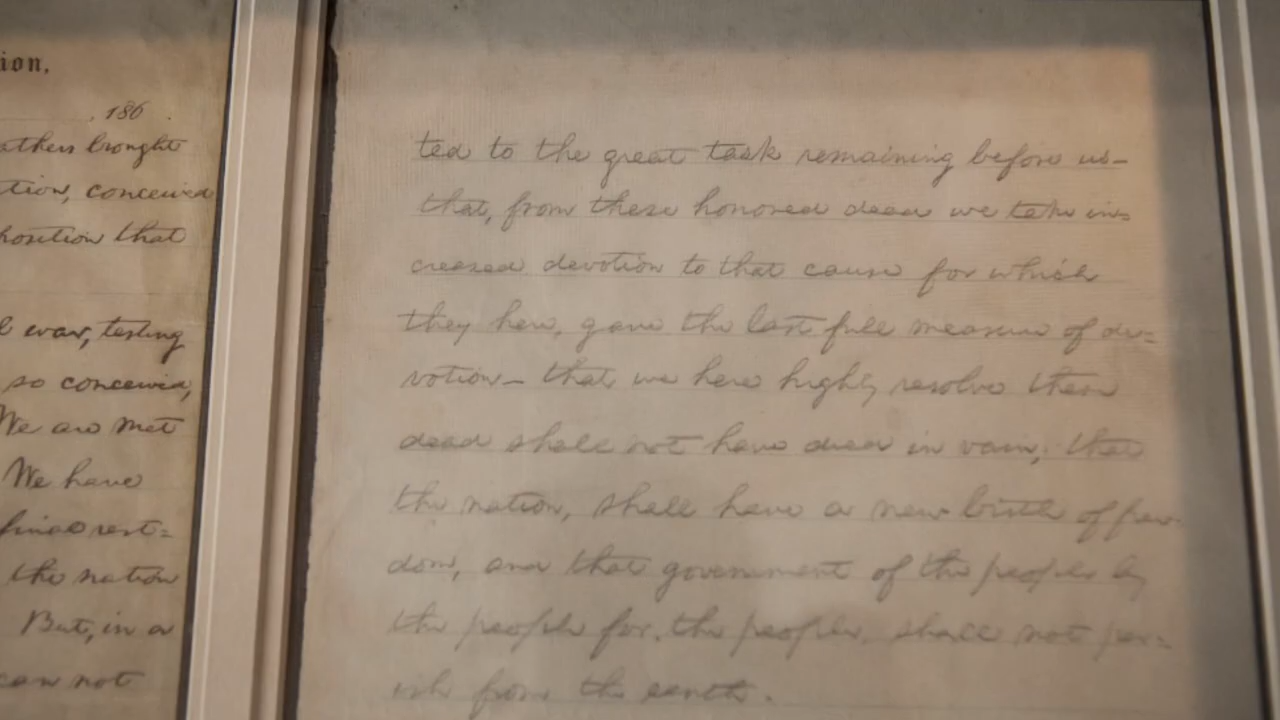 ion,
, 186 .
athers brought
tion, conceived
position that
l war, testing
so conceived,
We are met
We have
final rest=
the nation
But, in a
can not
ted to the great task remaining before us—
that, from these honored dead we take in-
creased devotion to that cause for which
they here, gave the last full measure of de-
votion— that we here highly resolve these
dead shall not have died in vain; that
the nation, shall have a new birth of free-
dom, and that government of the people by
the people for the people, shall not per-
ish from the earth.